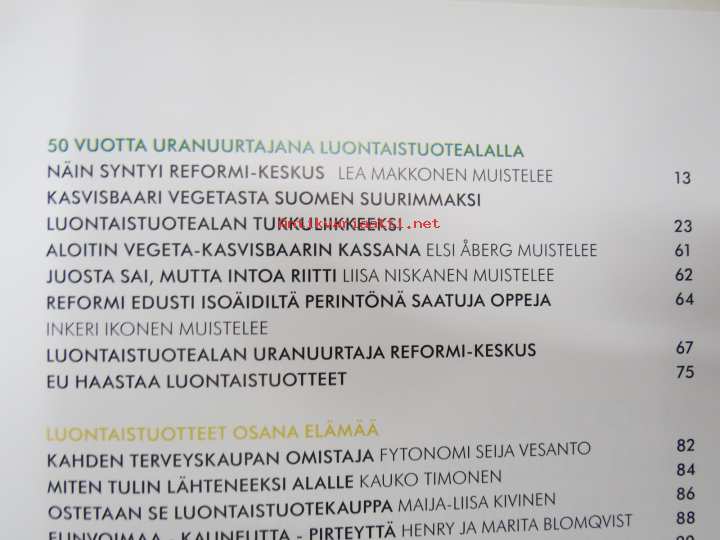 50 VUOTTA URANUURTAJANA LUONTAISTUOTEALALLA
NÄIN SYNTYI REFORMI-KESKUS LEA MAKKONEN MUISTELEE 13
KASVISBAARI VEGETASTA SUOMEN SUURIMMAKSI
LUONTAISTUOTEALAN TUKKULIIKKEEKSI 23
ALOITIN VEGETA-KASVISBAARIN KASSANA ELSI ÅBERG MUISTELEE 61
JUOSTA SAI, MUTTA INTOA RIITTI LIISA NISKANEN MUISTELEE 62
REFORMI EDUSTI ISOÄIDILTÄ PERINTÖNÄ SAATUJA OPPEJA 64
INKERI IKONEN MUISTELEE
LUONTAISTUOTEALAN URANUURTAJA REFORMI-KESKUS 67
EU HAASTAA LUONTAISTUOTTEET 75
LUONTAISTUOTTEET OSANA ELÄMÄÄ
KAHDEN TERVEYSKAUPAN OMISTAJA FYTONOMI SEIJA VESANTO 82
MITEN TULIN LÄHTENEEKSI ALALLE KAUKO TIMONEN 84
OSTETAAN SE LUONTAISTUOTEKAUPPA MAIJA-LIISA KIVINEN 86
ELINVOIMAA - KAUNEUTTA - PIRTEYTTÄ HENRY JA MARITA BLOMQVIST 88